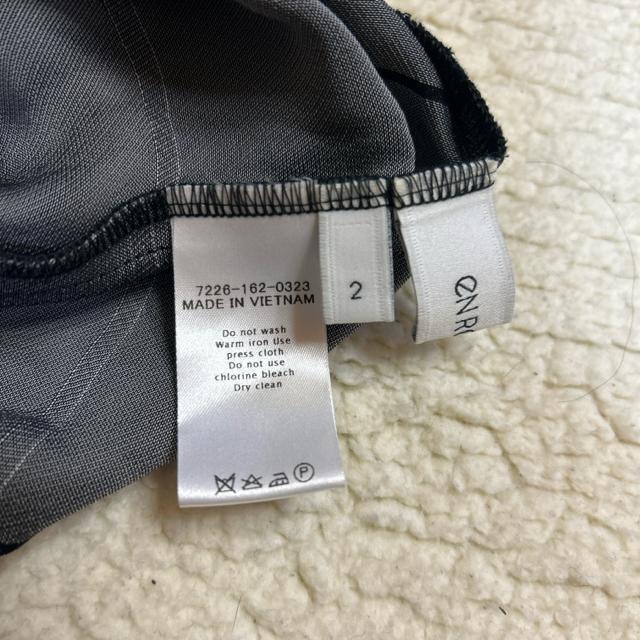 7226-162-0323
MADE IN VIETNAM
Do not wash
Warm iron Use
press cloth
Do not use
chlorine bleach
Dry clean
P
2